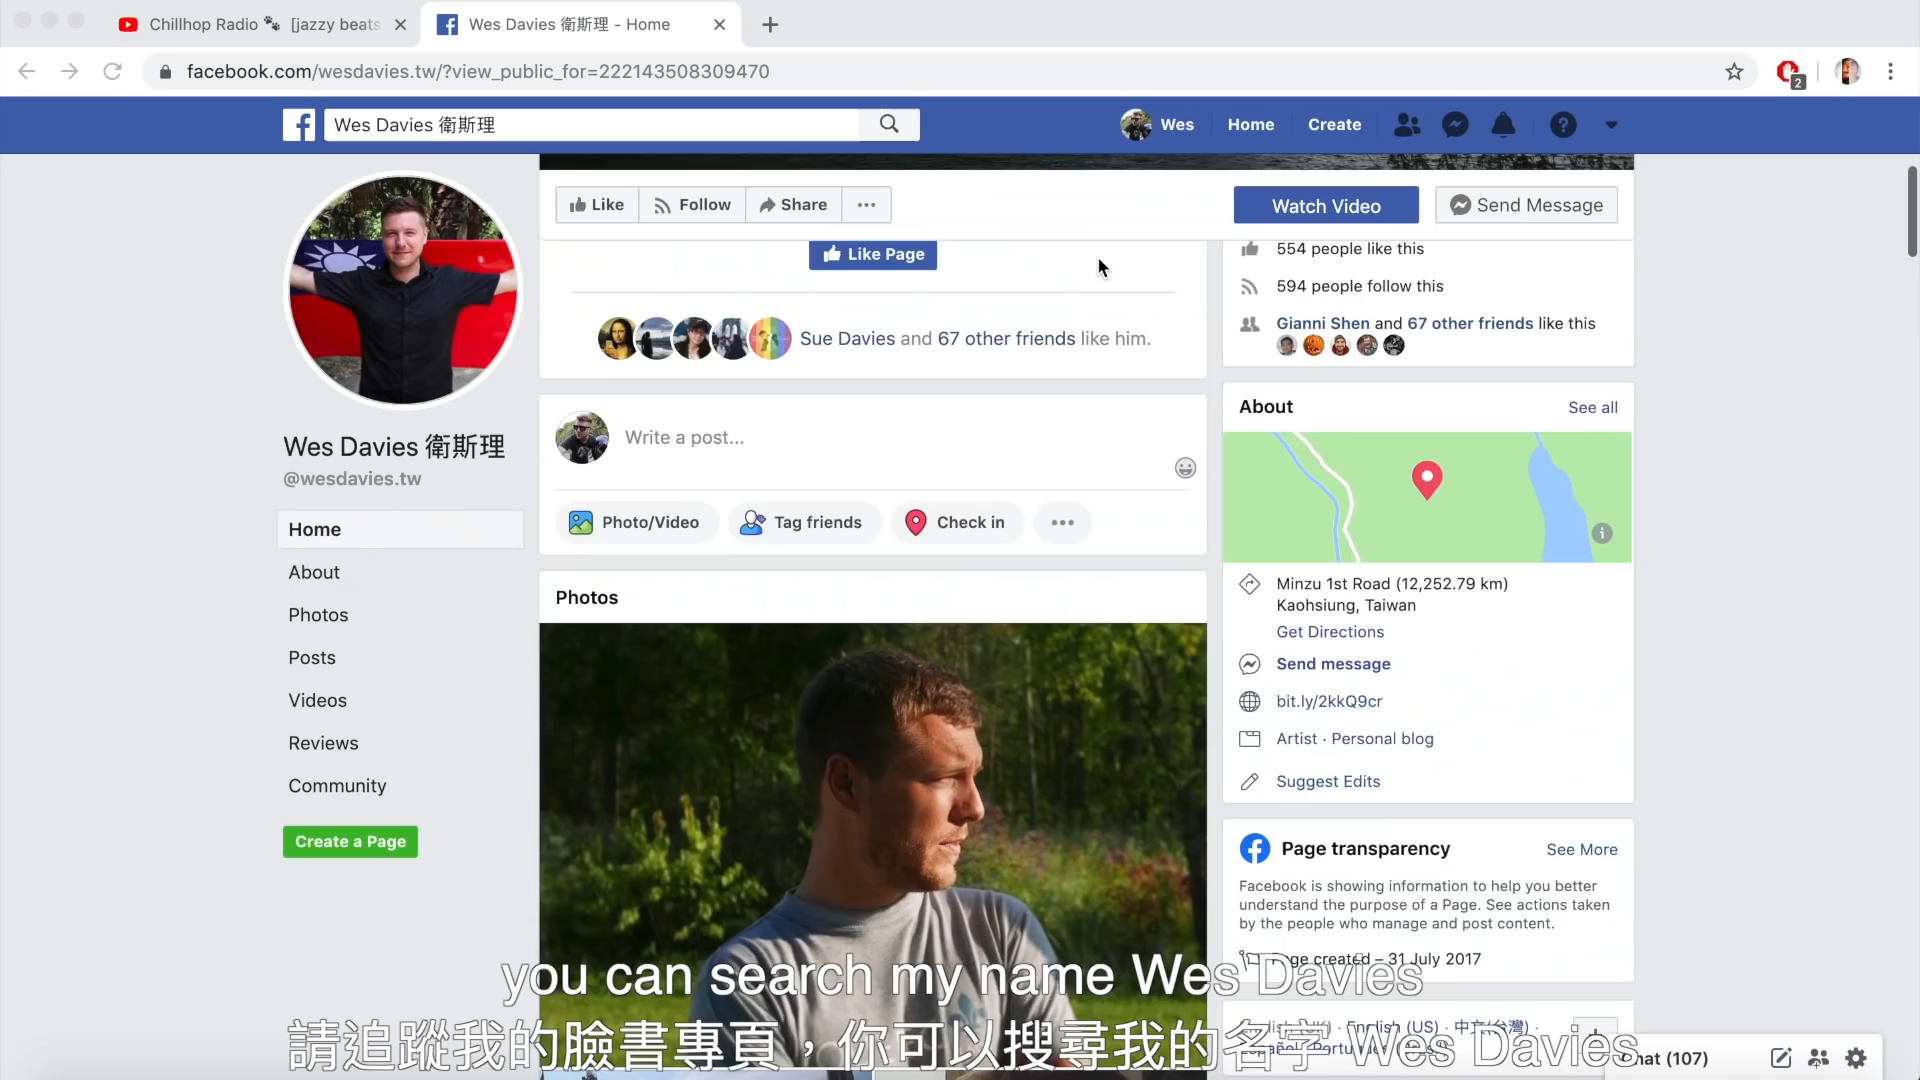 Chillhop Radio 🐾 [jazzy beats
Wes Davies 衛斯理 - Home
facebook.com/wesdavies.tw/?view_public_for=222143508309470
2
Wes Davies 衛斯理
Wes
Home
Create
Like
Follow
Share
Watch Video
Send Message
Like Page
Sue Davies and 67 other friends like him.
554 people like this
594 people follow this
Gianni Shen and 67 other friends like this
Wes Davies 衛斯理
@wesdavies.tw
Home
About
Photos
Posts
Videos
Reviews
Community
Create a Page
Write a post...
Photo/Video
Tag friends
Check in
Photos
About
See all
Minzu 1st Road (12,252.79 km)
Kaohsiung, Taiwan
Get Directions
Send message
bit.ly/2kkQ9cr
Artist · Personal blog
Suggest Edits
Page transparency
See More
Facebook is showing information to help you better
understand the purpose of a Page. See actions taken
by the people who manage and post content.
Page created – 31 July 2017
English (US) · 中文(台灣) ·
Chat (107)
you can search my name Wes Davies
請追蹤我的臉書專頁，你可以搜尋我的名字 Wes Davies